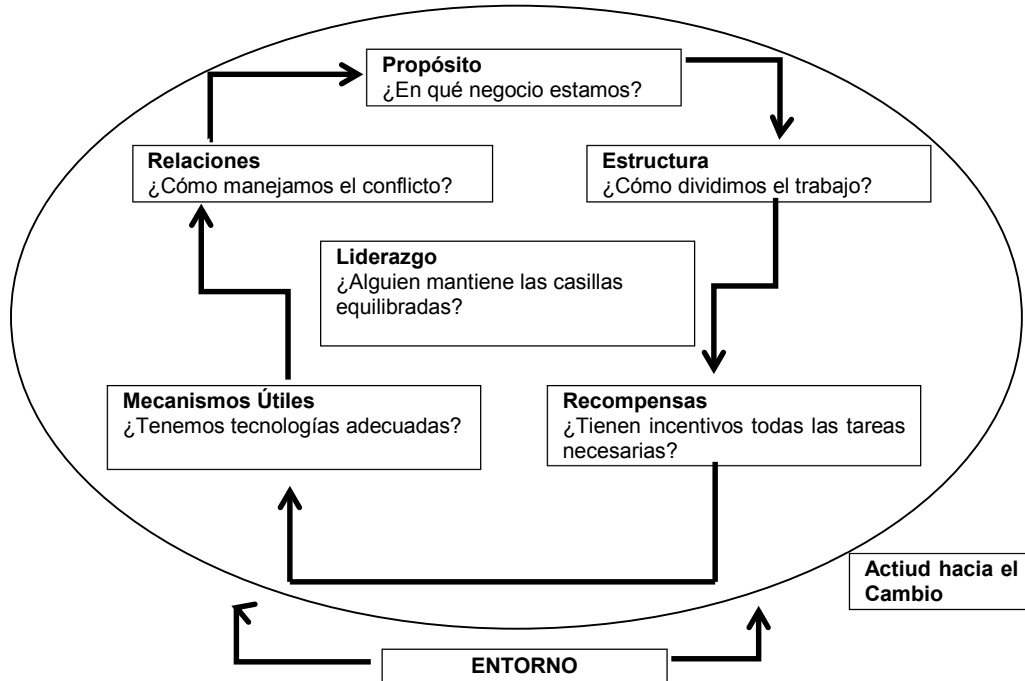 Propósito
¿En qué negocio estamos?
Relaciones
¿Cómo manejamos el conflicto?
Estructura
¿Cómo dividimos el trabajo?
Liderazgo
¿Alguien mantiene las casillas
equilibradas?
Mecanismos Útiles
¿Tenemos tecnologías adecuadas?
Recompensas
¿Tienen incentivos todas las tareas
necesarias?
Actiud hacia el
Cambio
ENTORNO